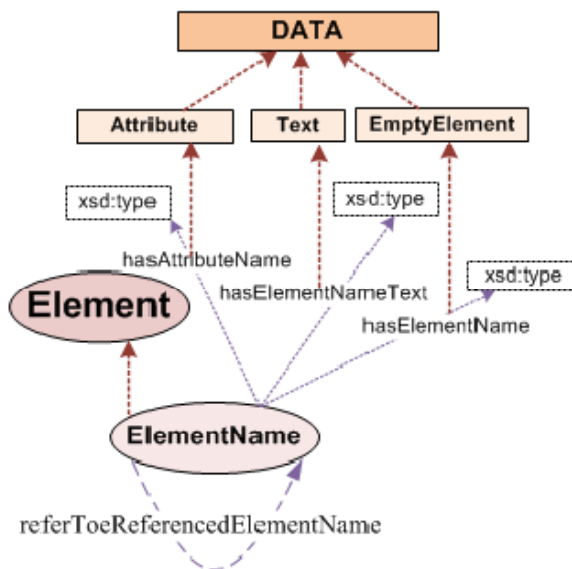 DATA
Attribute
Text
EmptyElement
xsd:type
xsd:type
hasAttributeName
xsd:type
hasElementNameText
Element
hasElementName
ElementName
referToeReferencedElementName